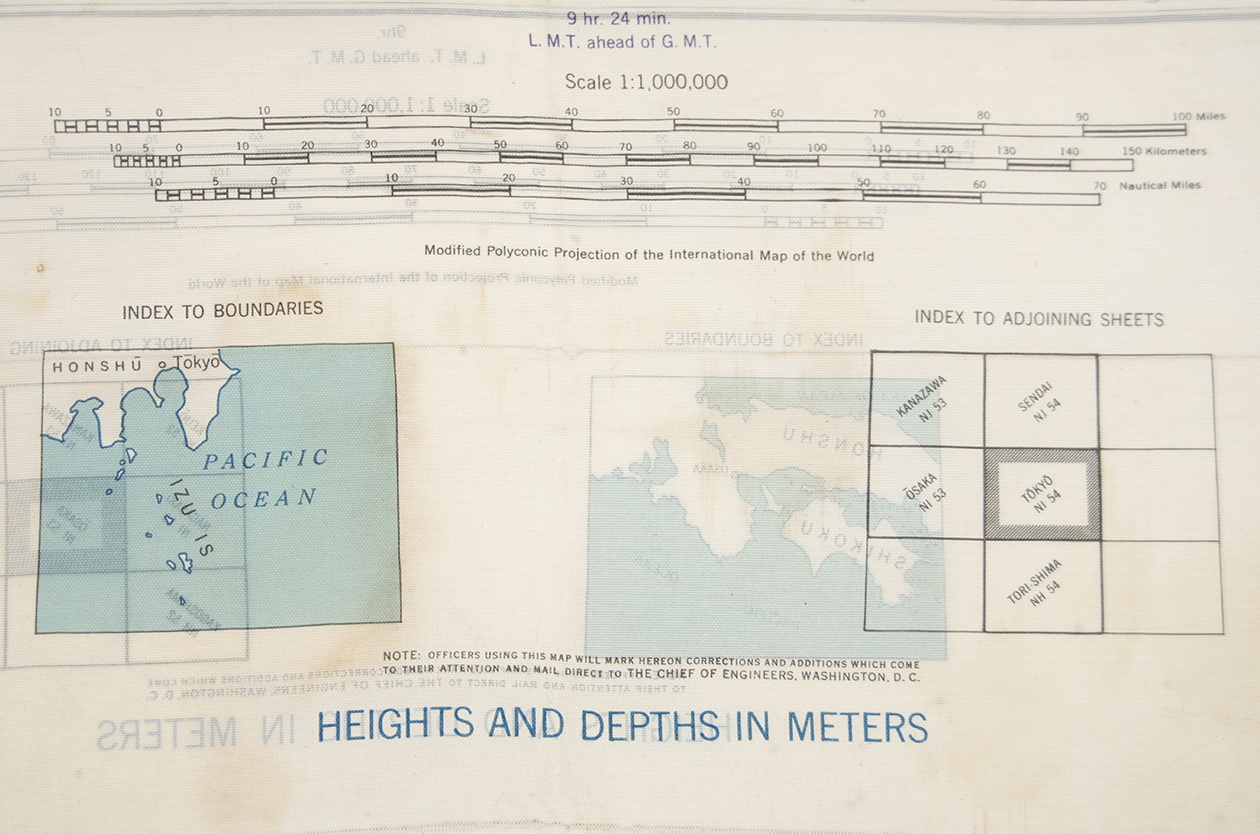 9 hr. 24 min.
L. M.T. ahead of G. M.T.
Scale 1:1,000,000
10 5 0 10 20 30 40 50 60 70 80 90 100 Miles
10 5 0 10 20 30 40 50 60 70 80 90 100 110 120 130 140 150 Kilometers
10 5 0 10 20 30 40 50 60 70 Nautical Miles
Modified Polyconic Projection of the International Map of the World
INDEX TO BOUNDARIES
HONSHŪ Tōkyō
PACIFIC
OCEAN
IZU IS
INDEX TO ADJOINING SHEETS
KANAZAWA
NJ 53
SENDAI
NJ 54
ŌSAKA
NI 53
TŌKYŌ
NI 54
TORI-SHIMA
NH 54
NOTE: OFFICERS USING THIS MAP WILL MARK HEREON CORRECTIONS AND ADDITIONS WHICH COME
TO THEIR ATTENTION AND MAIL DIRECT TO THE CHIEF OF ENGINEERS, WASHINGTON, D. C.
HEIGHTS AND DEPTHS IN METERS